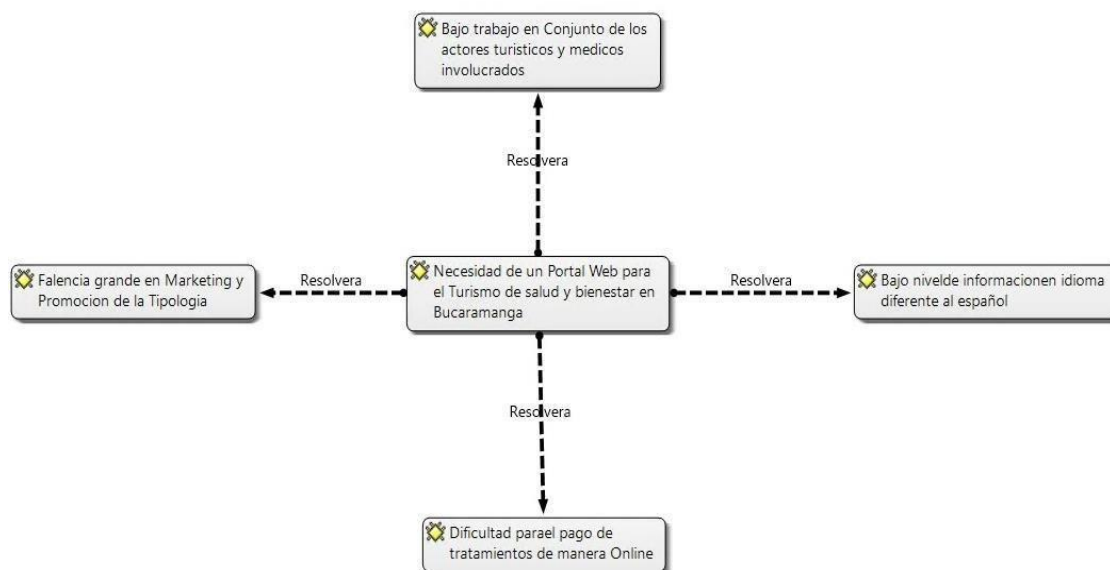 Bajo trabajo en Conjunto de los
actores turisticos y medicos
involucrados
Resolvera
Falencia grande en Marketing y
Promocion de la Tipologia
Resolvera
Necesidad de un Portal Web para
el Turismo de salud y bienestar en
Bucaramanga
Resolvera
Bajo nivelde informacionen idioma
diferente al español
Resolvera
Dificultad parael pago de
tratamientos de manera Online